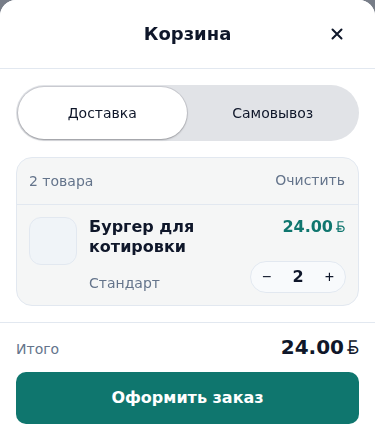 Корзина
Доставка
Самовывоз
2 товара
Очистить
Бургер для
котировки
24.00 Ƃ
Стандарт
− 2 +
Итого
24.00 Ƃ
Оформить заказ